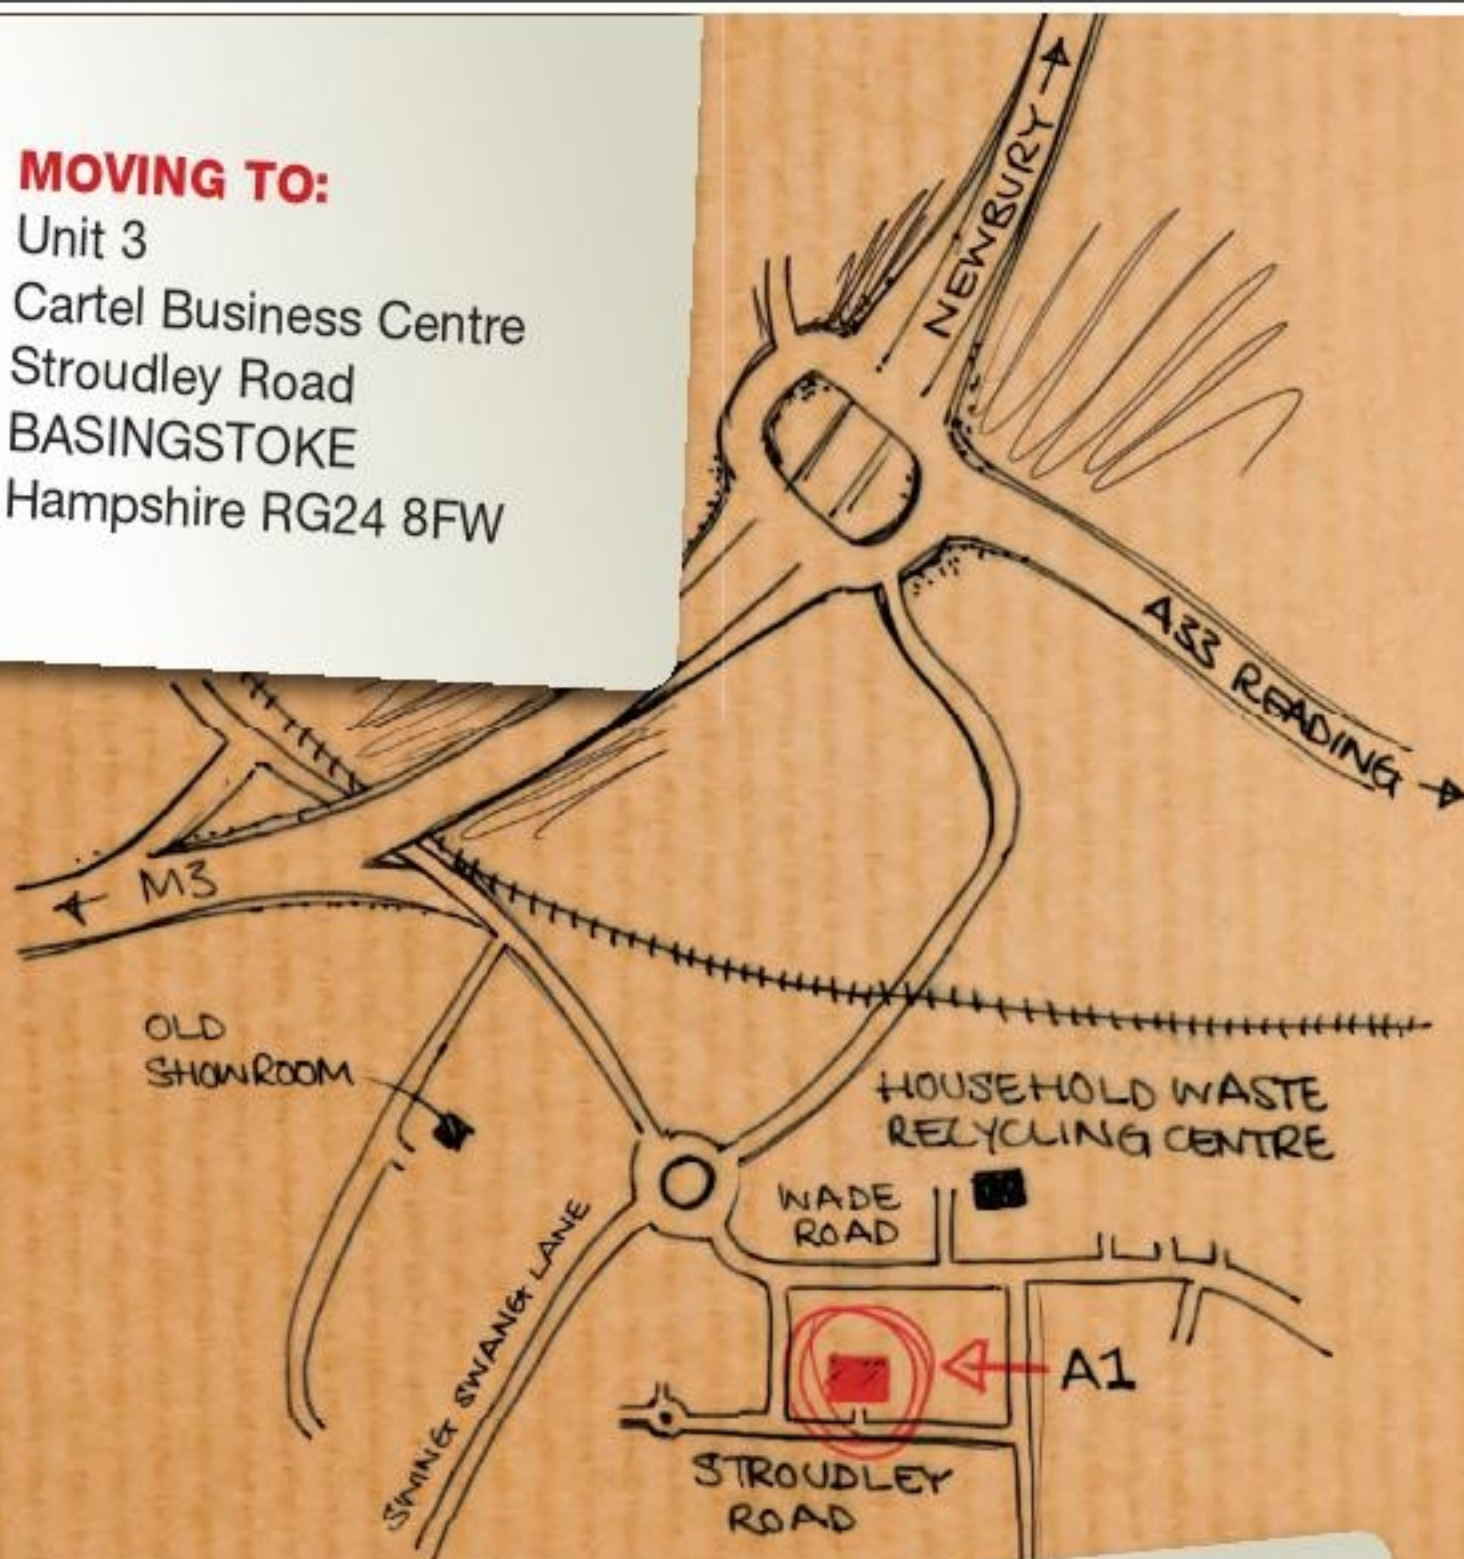 MOVING TO:
Unit 3
Cartel Business Centre
Stroudley Road
BASINGSTOKE
Hampshire RG24 8FW
NEWBURY
A33 READING
M3
OLD
SHOWROOM
HOUSEHOLD WASTE
RECYCLING CENTRE
WADE
ROAD
SWING SWANG LANE
A1
STROUDLEY
ROAD